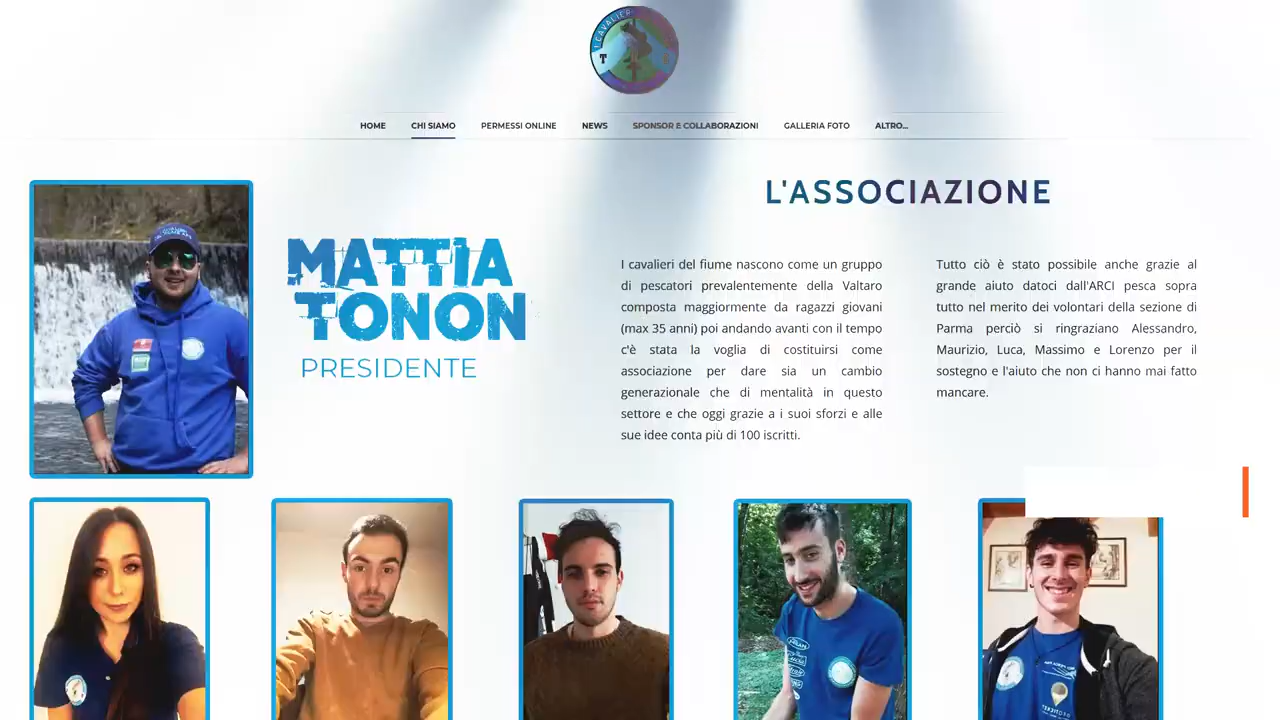 I CAVALIER
T
HOME
CHI SIAMO
PERMESSI ONLINE
NEWS
SPONSOR E COLLABORAZIONI
GALLERIA FOTO
ALTRO...
MATTIA
TONON
PRESIDENTE
L'ASSOCIAZIONE
I cavalieri del fiume nascono come un gruppo
di pescatori prevalentemente della Valtaro
composta maggiormente da ragazzi giovani
(max 35 anni) poi andando avanti con il tempo
c'è stata la voglia di costituirsi come
associazione per dare sia un cambio
generazionale che di mentalità in questo
settore e che oggi grazie a i suoi sforzi e alle
sue idee conta più di 100 iscritti.
Tutto ciò è stato possibile anche grazie al
grande aiuto datoci dall'ARCI pesca sopra
tutto nel merito dei volontari della sezione di
Parma perciò si ringraziano Alessandro,
Maurizio, Luca, Massimo e Lorenzo per il
sostegno e l'aiuto che non ci hanno mai fatto
mancare.